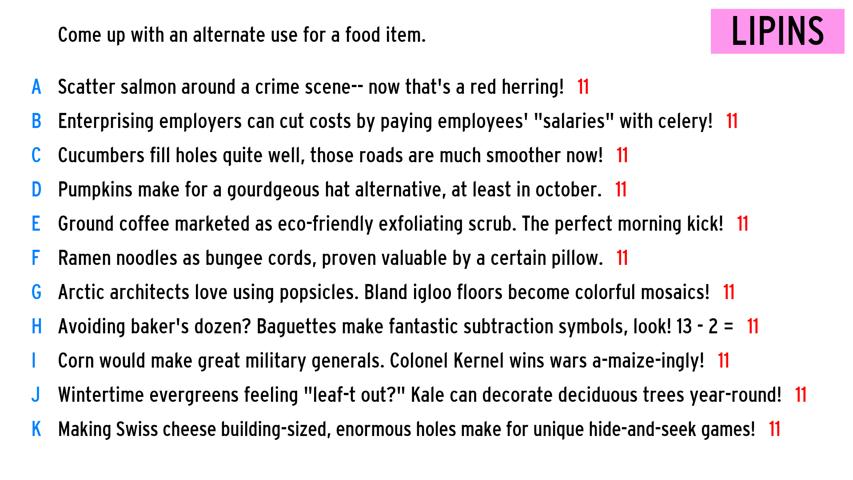 Come up with an alternate use for a food item.
LIPINS
A Scatter salmon around a crime scene-- now that's a red herring! 11
B Enterprising employers can cut costs by paying employees' "salaries" with celery! 11
C Cucumbers fill holes quite well, those roads are much smoother now! 11
D Pumpkins make for a gourdgeous hat alternative, at least in october. 11
E Ground coffee marketed as eco-friendly exfoliating scrub. The perfect morning kick! 11
F Ramen noodles as bungee cords, proven valuable by a certain pillow. 11
G Arctic architects love using popsicles. Bland igloo floors become colorful mosaics! 11
H Avoiding baker's dozen? Baguettes make fantastic subtraction symbols, look! 13 - 2 = 11
I Corn would make great military generals. Colonel Kernel wins wars a-maize-ingly! 11
J Wintertime evergreens feeling "leaf-t out?" Kale can decorate deciduous trees year-round! 11
K Making Swiss cheese building-sized, enormous holes make for unique hide-and-seek games! 11